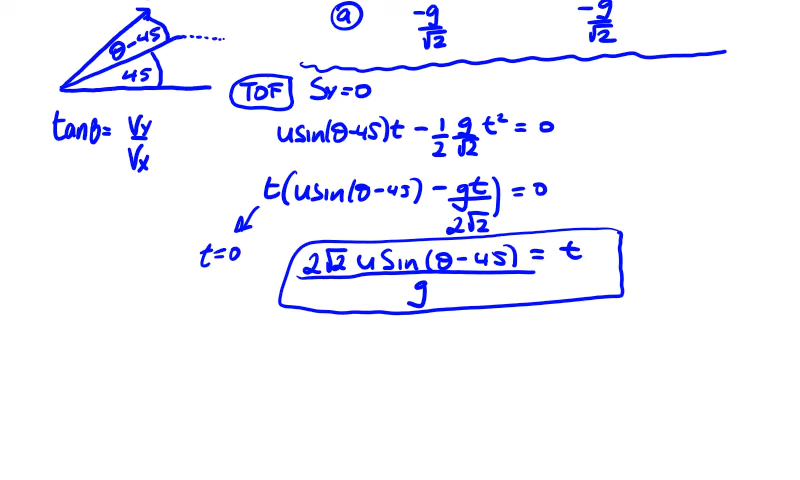 ⓐ -g/√2 -g/√2
θ-45
45
TOF Sy=0
tanθ= Vy/Vx
usin(θ-45)t - 1/2 g/√2 t² = 0
t(usin(θ-45) - gt/2√2) = 0
t=0
2√2 u Sin(θ-45)/g = t